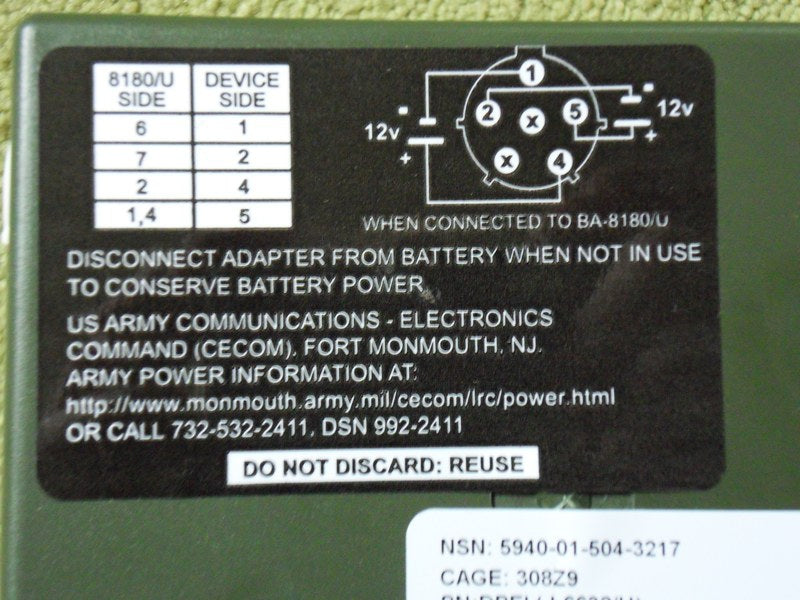 8180/U SIDE DEVICE SIDE
6 1
7 2
2 4
1,4 5
1
2 X 5
X 4
- 12v +
- 12v +
WHEN CONNECTED TO BA-8180/U
DISCONNECT ADAPTER FROM BATTERY WHEN NOT IN USE
TO CONSERVE BATTERY POWER.
US ARMY COMMUNICATIONS - ELECTRONICS
COMMAND (CECOM), FORT MONMOUTH, NJ.
ARMY POWER INFORMATION AT:
http://www.monmouth.army.mil/cecom/lrc/power.html
OR CALL 732-532-2411, DSN 992-2411
DO NOT DISCARD: REUSE
NSN: 5940-01-504-3217
CAGE: 308Z9